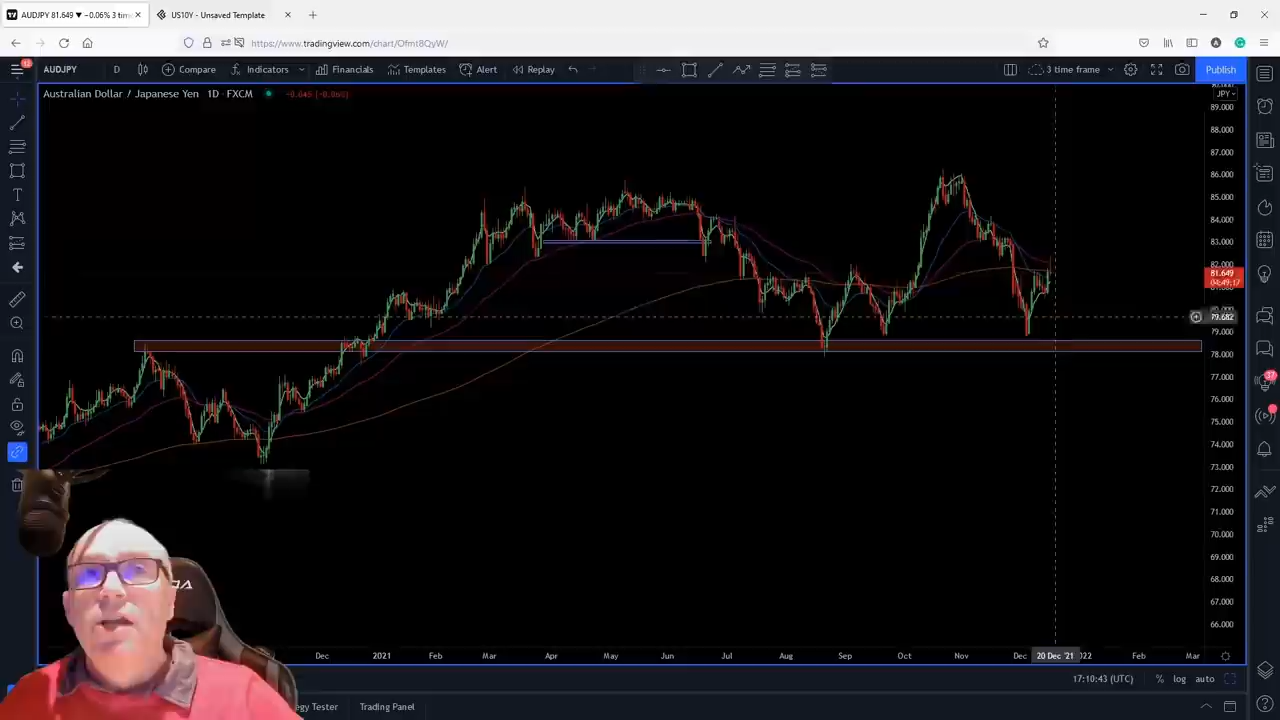 AUDJPY 81.649 ▼ −0.06% 3 tim
US10Y - Unsaved Template
https://www.tradingview.com/chart/Ofmt8QyW/
AUDJPY D Compare Indicators Financials Templates Alert Replay 3 time frame Publish
Australian Dollar / Japanese Yen 1D · FXCM
JPY
89.000
88.000
87.000
86.000
85.000
84.000
83.000
82.000
81.649
79.682
79.000
78.000
77.000
76.000
75.000
74.000
73.000
72.000
71.000
70.000
69.000
68.000
67.000
66.000
37
Dec 2021 Feb Mar Apr May Jun Jul Aug Sep Oct Nov Dec 20 Dec '21 Feb Mar
17:10:43 (UTC) % log auto
egy Tester Trading Panel